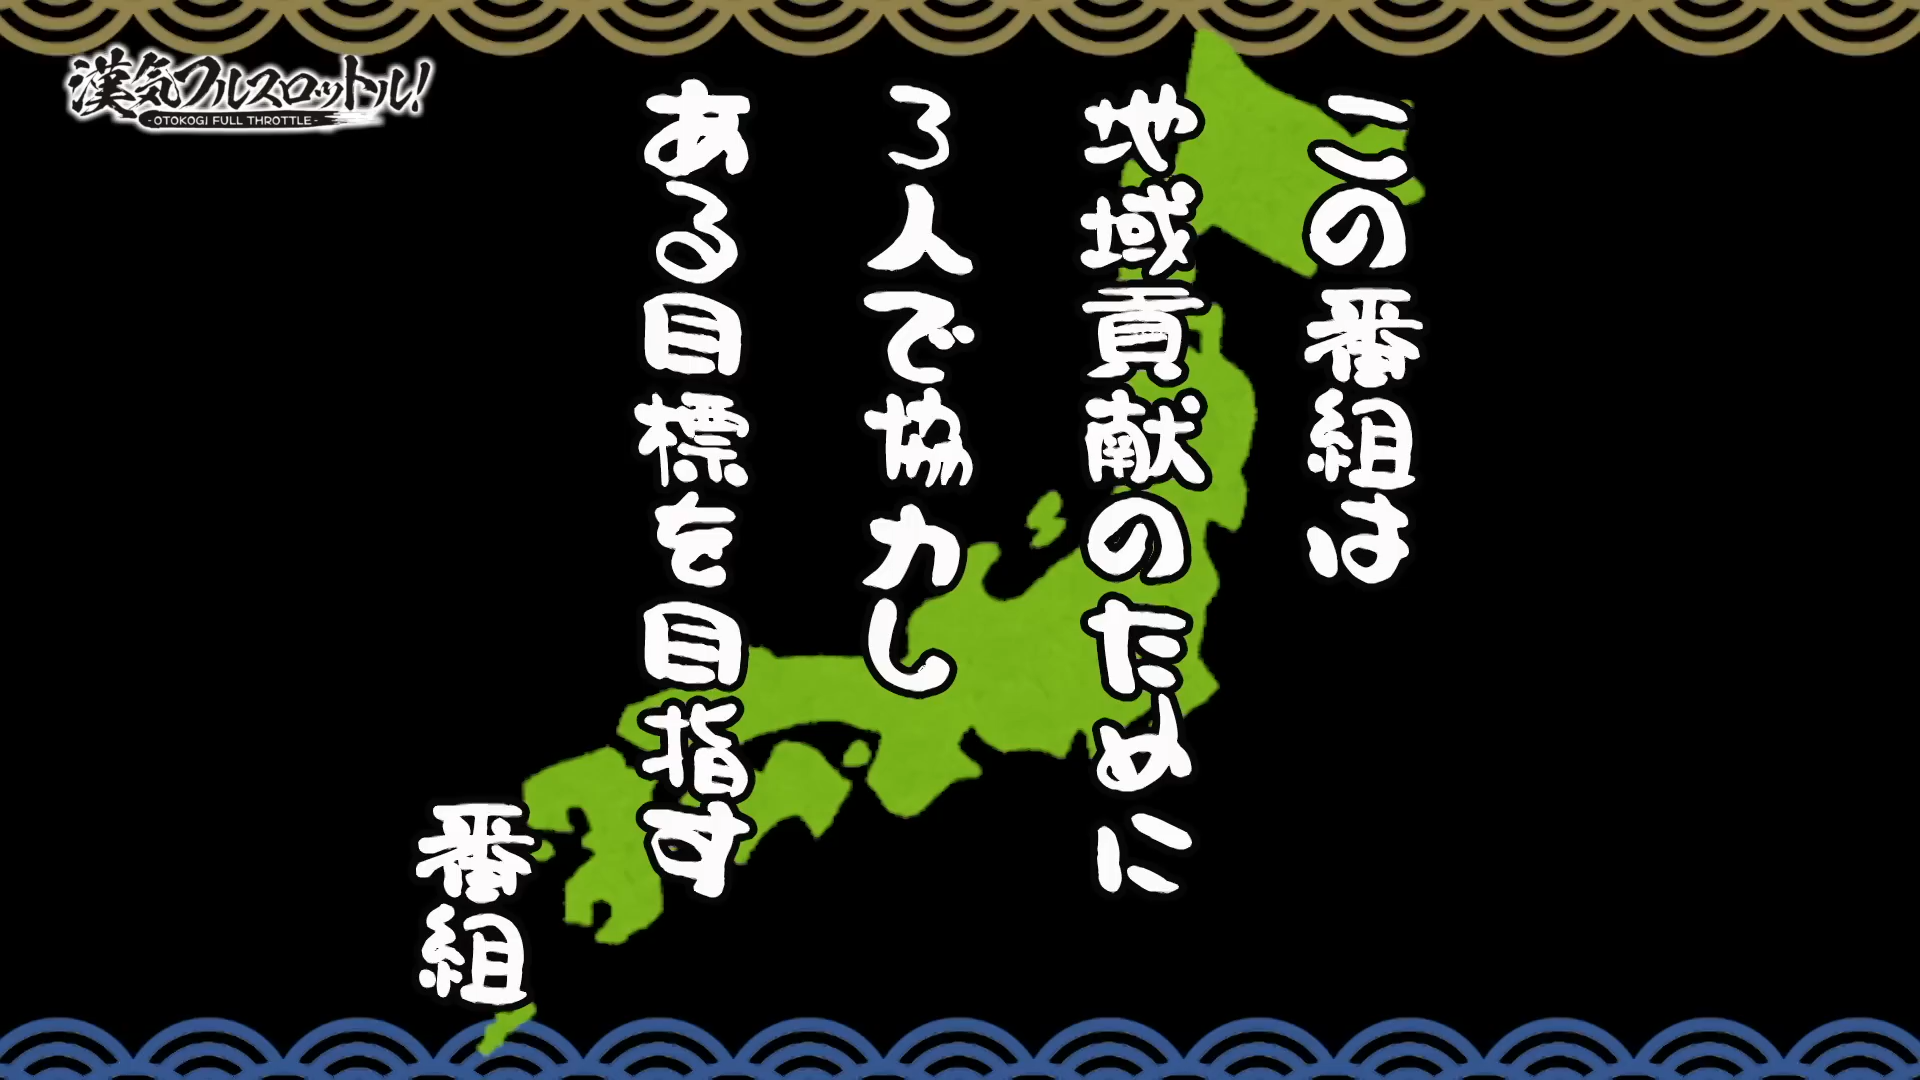 漢気フルスロットル!
-OTOKOGI FULL THROTTLE-
この番組は
地域貢献のために
3人で協力し
ある目標を目指す
番組